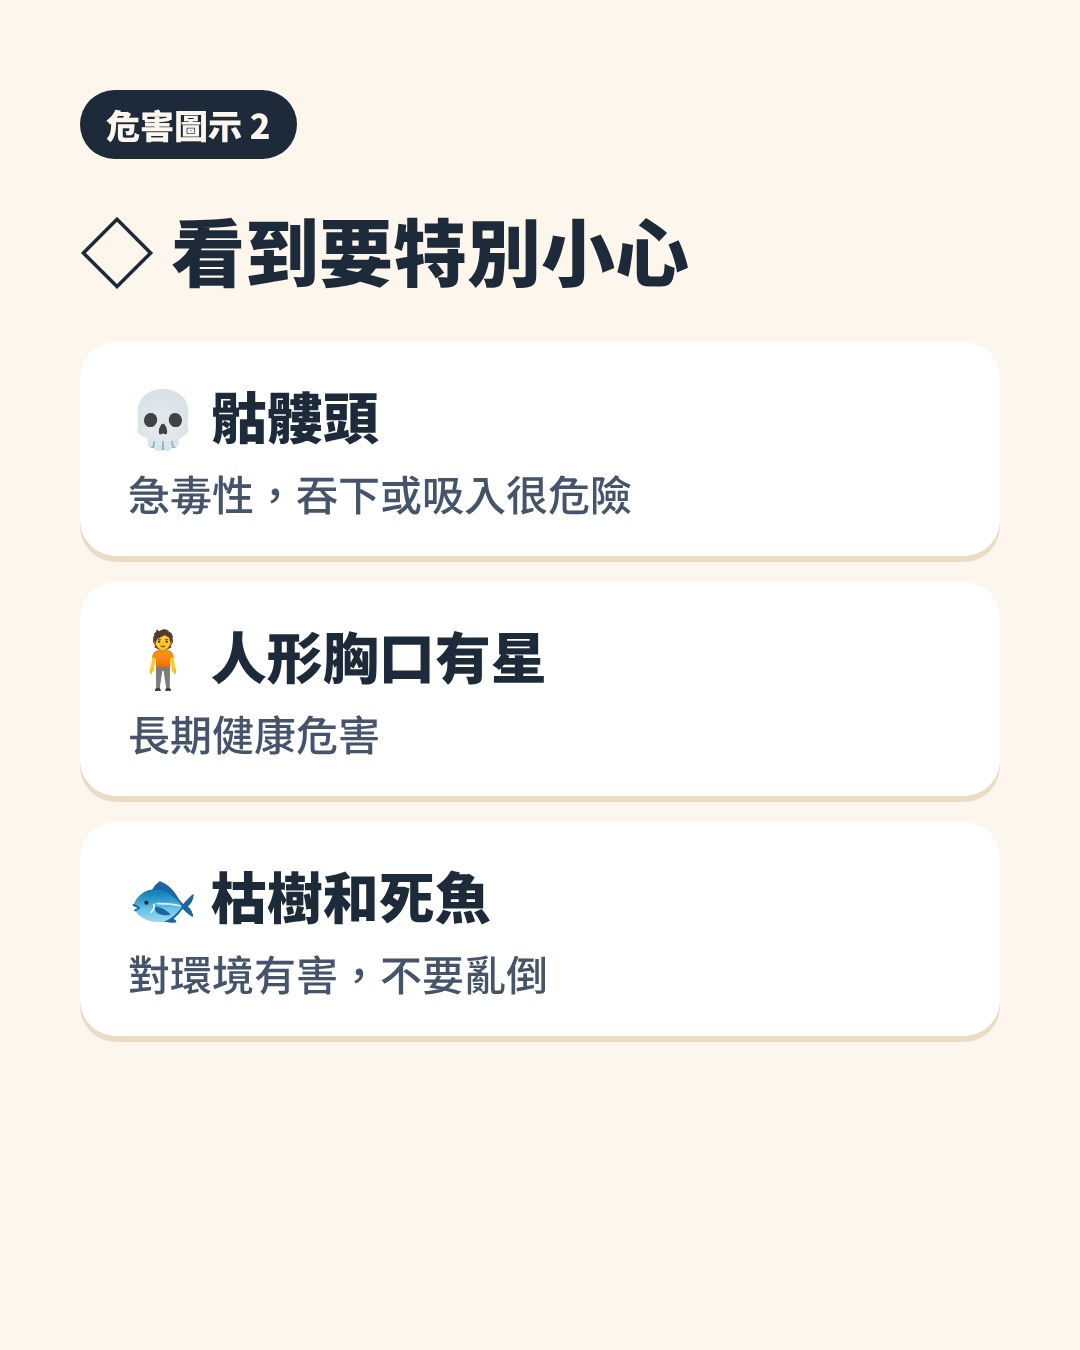 危害圖示 2
◇ 看到要特別小心
💀 骷髏頭
急毒性，吞下或吸入很危險
🧍 人形胸口有星
長期健康危害
🐟 枯樹和死魚
對環境有害，不要亂倒